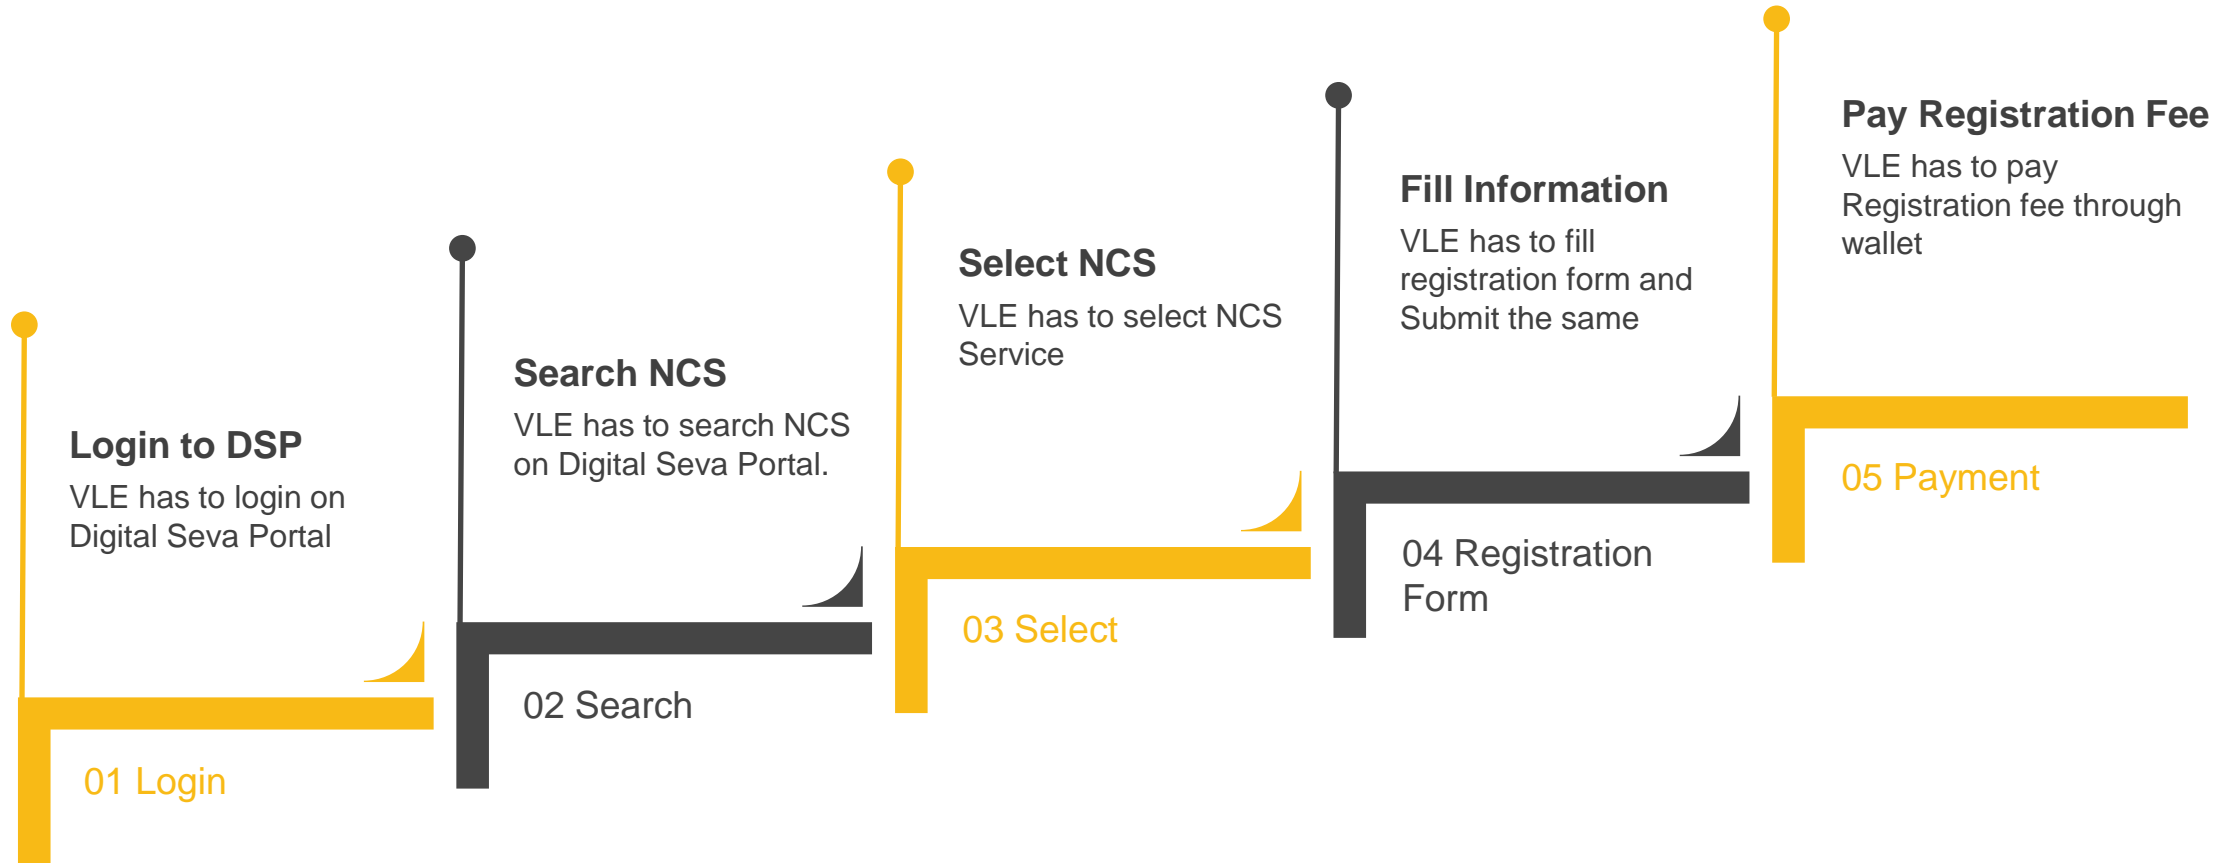 Login to DSP
VLE has to login on
Digital Seva Portal
01 Login
Search NCS
VLE has to search NCS
on Digital Seva Portal.
02 Search
Select NCS
VLE has to select NCS
Service
03 Select
Fill Information
VLE has to fill
registration form and
Submit the same
04 Registration
Form
Pay Registration Fee
VLE has to pay
Registration fee through
wallet
05 Payment